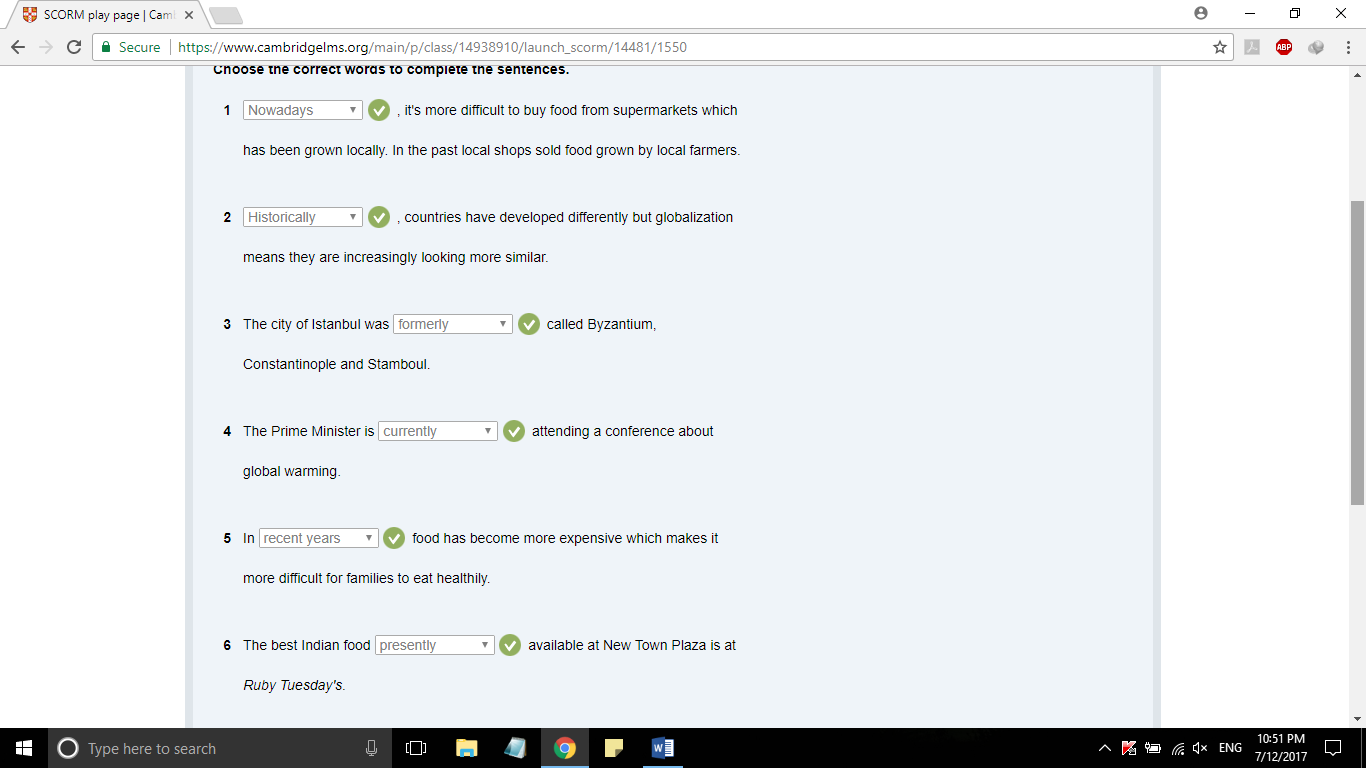 SCORM play page | Cam
Secure | https://www.cambridgelms.org/main/p/class/14938910/launch_scorm/14481/1550
ABP
Choose the correct words to complete the sentences.
1 Nowadays , it's more difficult to buy food from supermarkets which
has been grown locally. In the past local shops sold food grown by local farmers.
2 Historically , countries have developed differently but globalization
means they are increasingly looking more similar.
3 The city of Istanbul was formerly called Byzantium,
Constantinople and Stamboul.
4 The Prime Minister is currently attending a conference about
global warming.
5 In recent years food has become more expensive which makes it
more difficult for families to eat healthily.
6 The best Indian food presently available at New Town Plaza is at
Ruby Tuesday's.
Type here to search
ENG
10:51 PM
7/12/2017